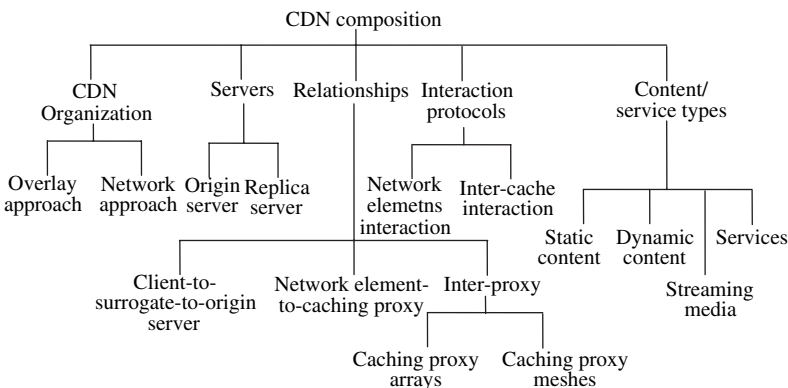 CDN composition
CDN
Organization
Servers
Relationships
Interaction
protocols
Content/
service types
Overlay
approach
Network
approach
Origin
server
Replica
server
Network
elemetns
interaction
Inter-cache
interaction
Static
content
Dynamic
content
Services
Streaming
media
Client-to-
surrogate-to-origin
server
Network element-
to-caching proxy
Inter-proxy
Caching proxy
arrays
Caching proxy
meshes